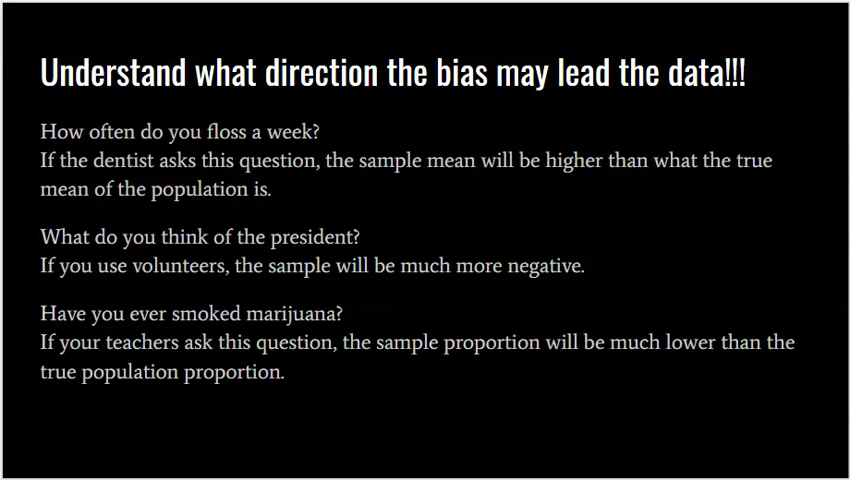 Understand what direction the bias may lead the data!!!
How often do you floss a week?
If the dentist asks this question, the sample mean will be higher than what the true
mean of the population is.
What do you think of the president?
If you use volunteers, the sample will be much more negative.
Have you ever smoked marijuana?
If your teachers ask this question, the sample proportion will be much lower than the
true population proportion.